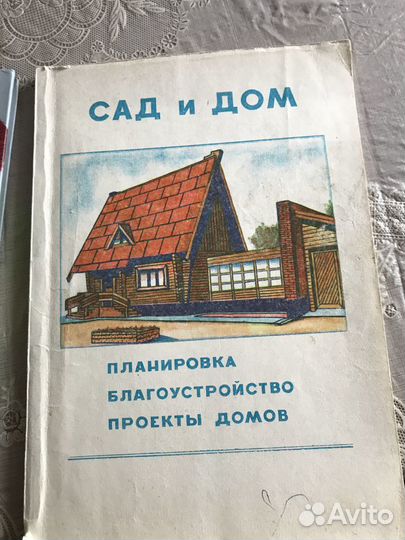 САД и ДОМ
ПЛАНИРОВКА
БЛАГОУСТРОЙСТВО
ПРОЕКТЫ ДОМОВ
Avito